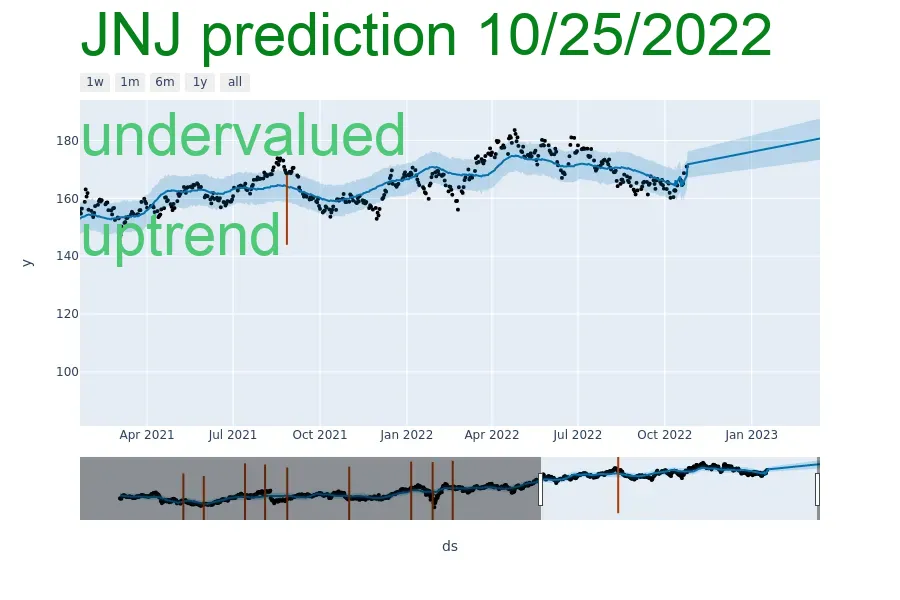 JNJ prediction 10/25/2022
1w 1m 6m 1y all
undervalued
uptrend
y
180
160
140
120
100
Apr 2021 Jul 2021 Oct 2021 Jan 2022 Apr 2022 Jul 2022 Oct 2022 Jan 2023
ds